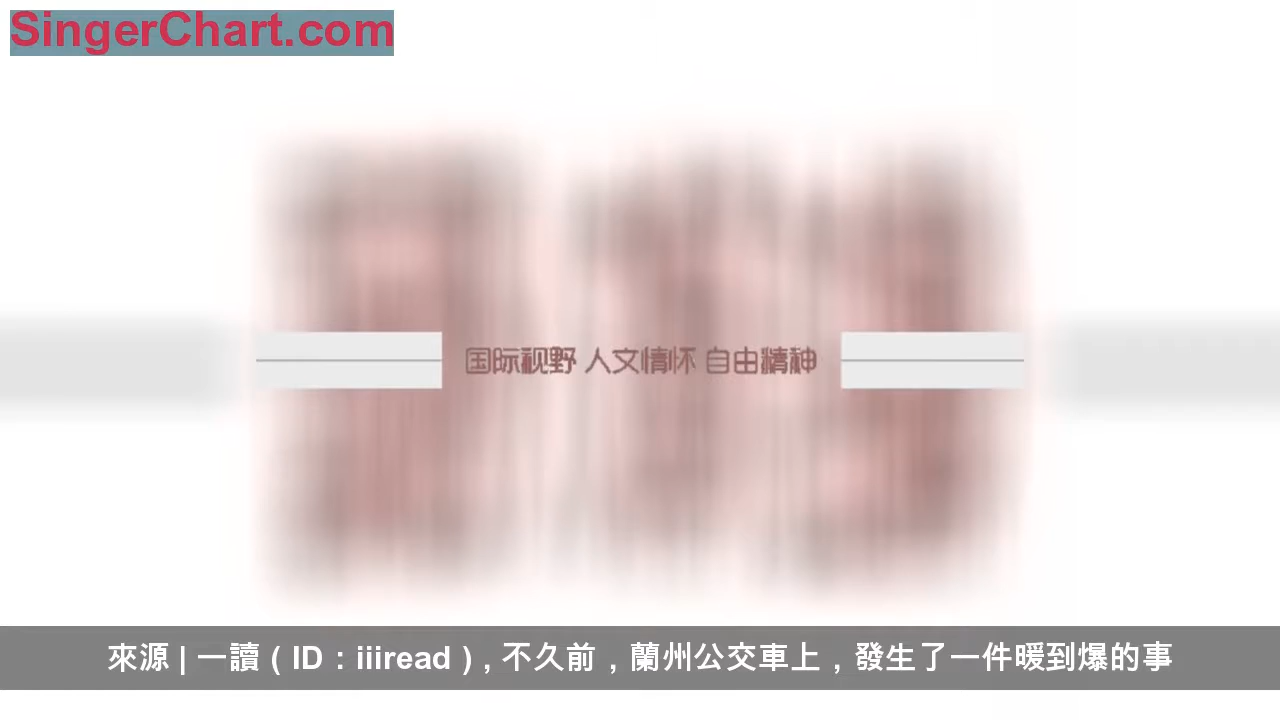 SingerChart.com
国际视野 人文情怀 自由精神
來源 | 一讀 ( ID : iiiread ) , 不久前 , 蘭州公交車上 , 發生了一件暖到爆的事